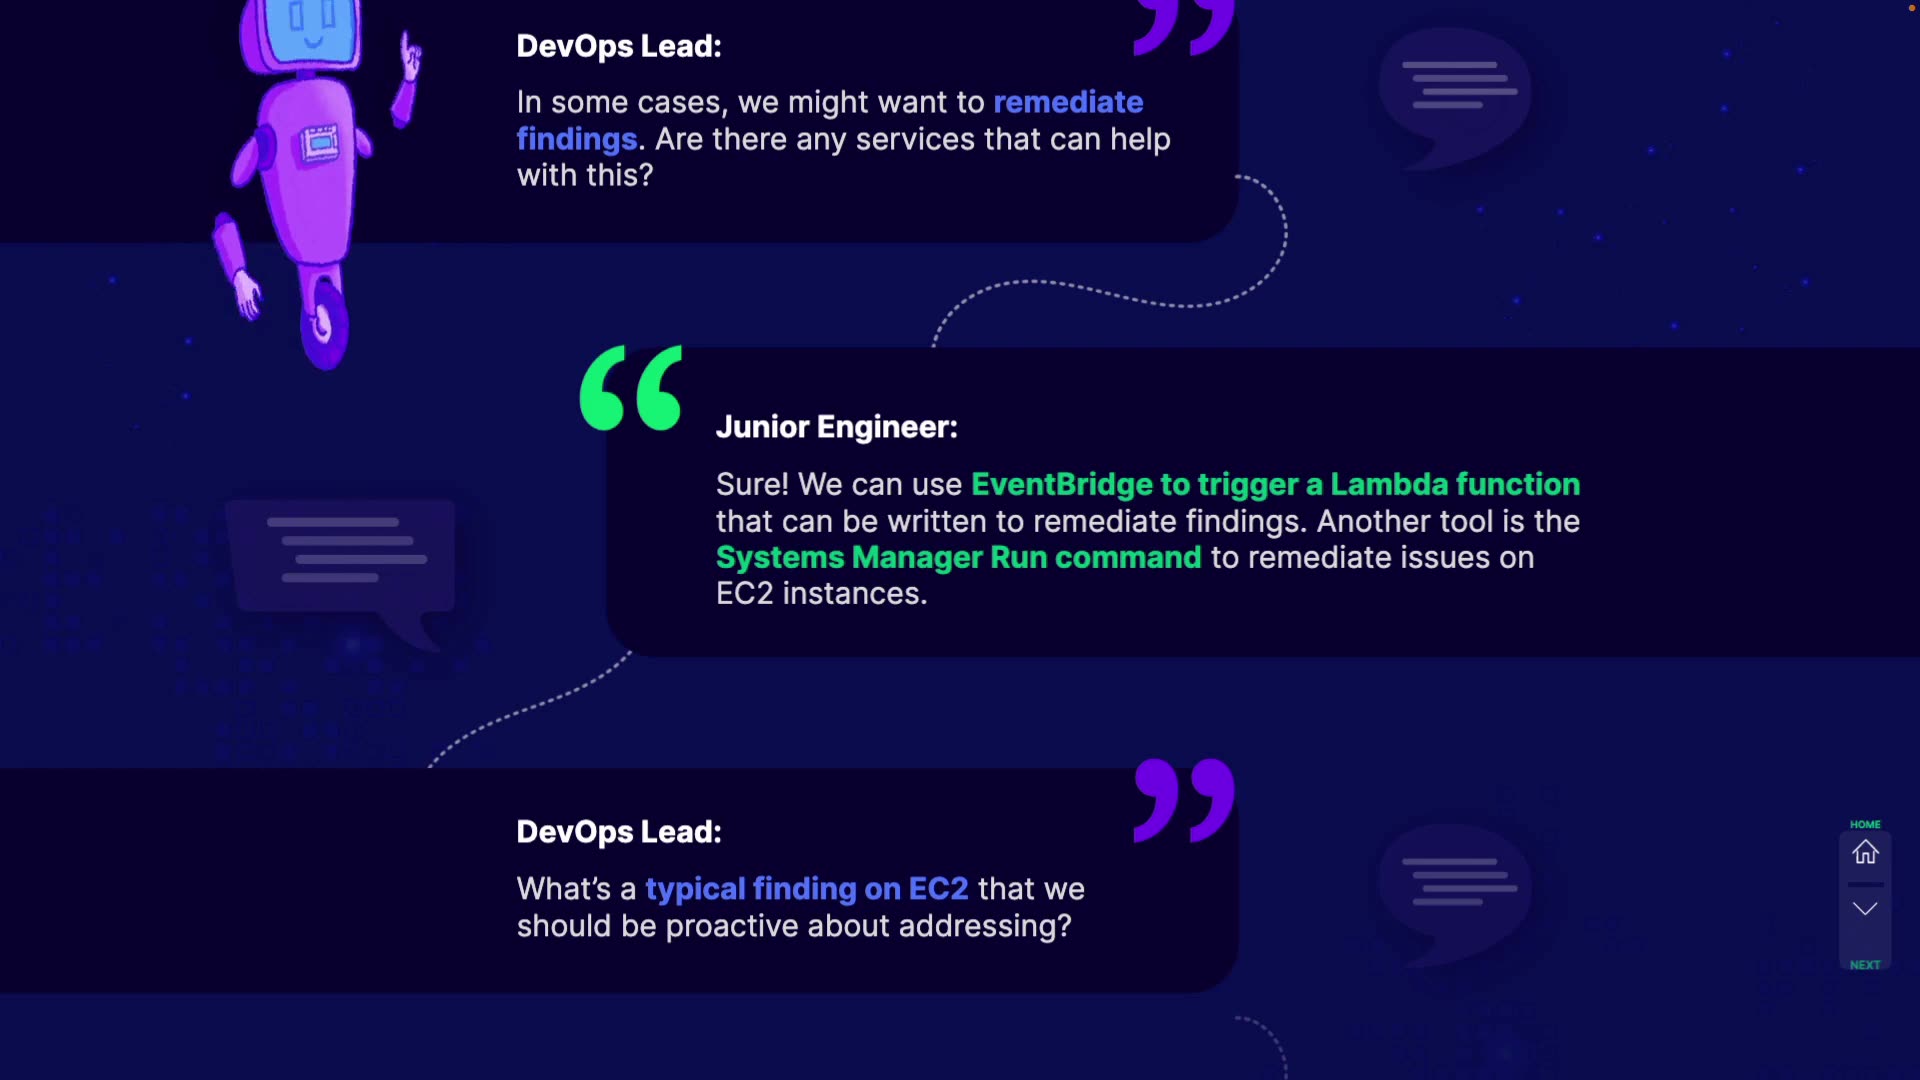 DevOps Lead:
In some cases, we might want to remediate
findings. Are there any services that can help
with this?
Junior Engineer:
Sure! We can use EventBridge to trigger a Lambda function
that can be written to remediate findings. Another tool is the
Systems Manager Run command to remediate issues on
EC2 instances.
DevOps Lead:
What’s a typical finding on EC2 that we
should be proactive about addressing?
HOME
NEXT